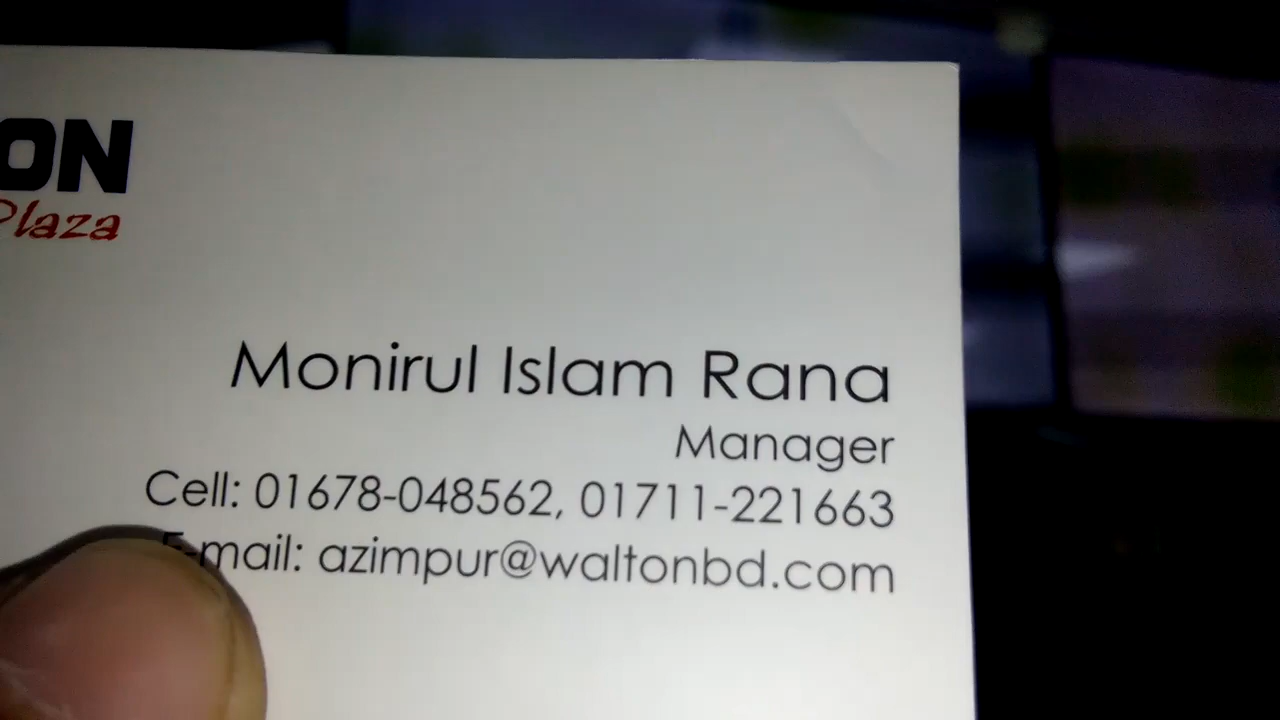 ON
Plaza
Monirul Islam Rana
Manager
Cell: 01678-048562, 01711-221663
E-mail: azimpur@waltonbd.com